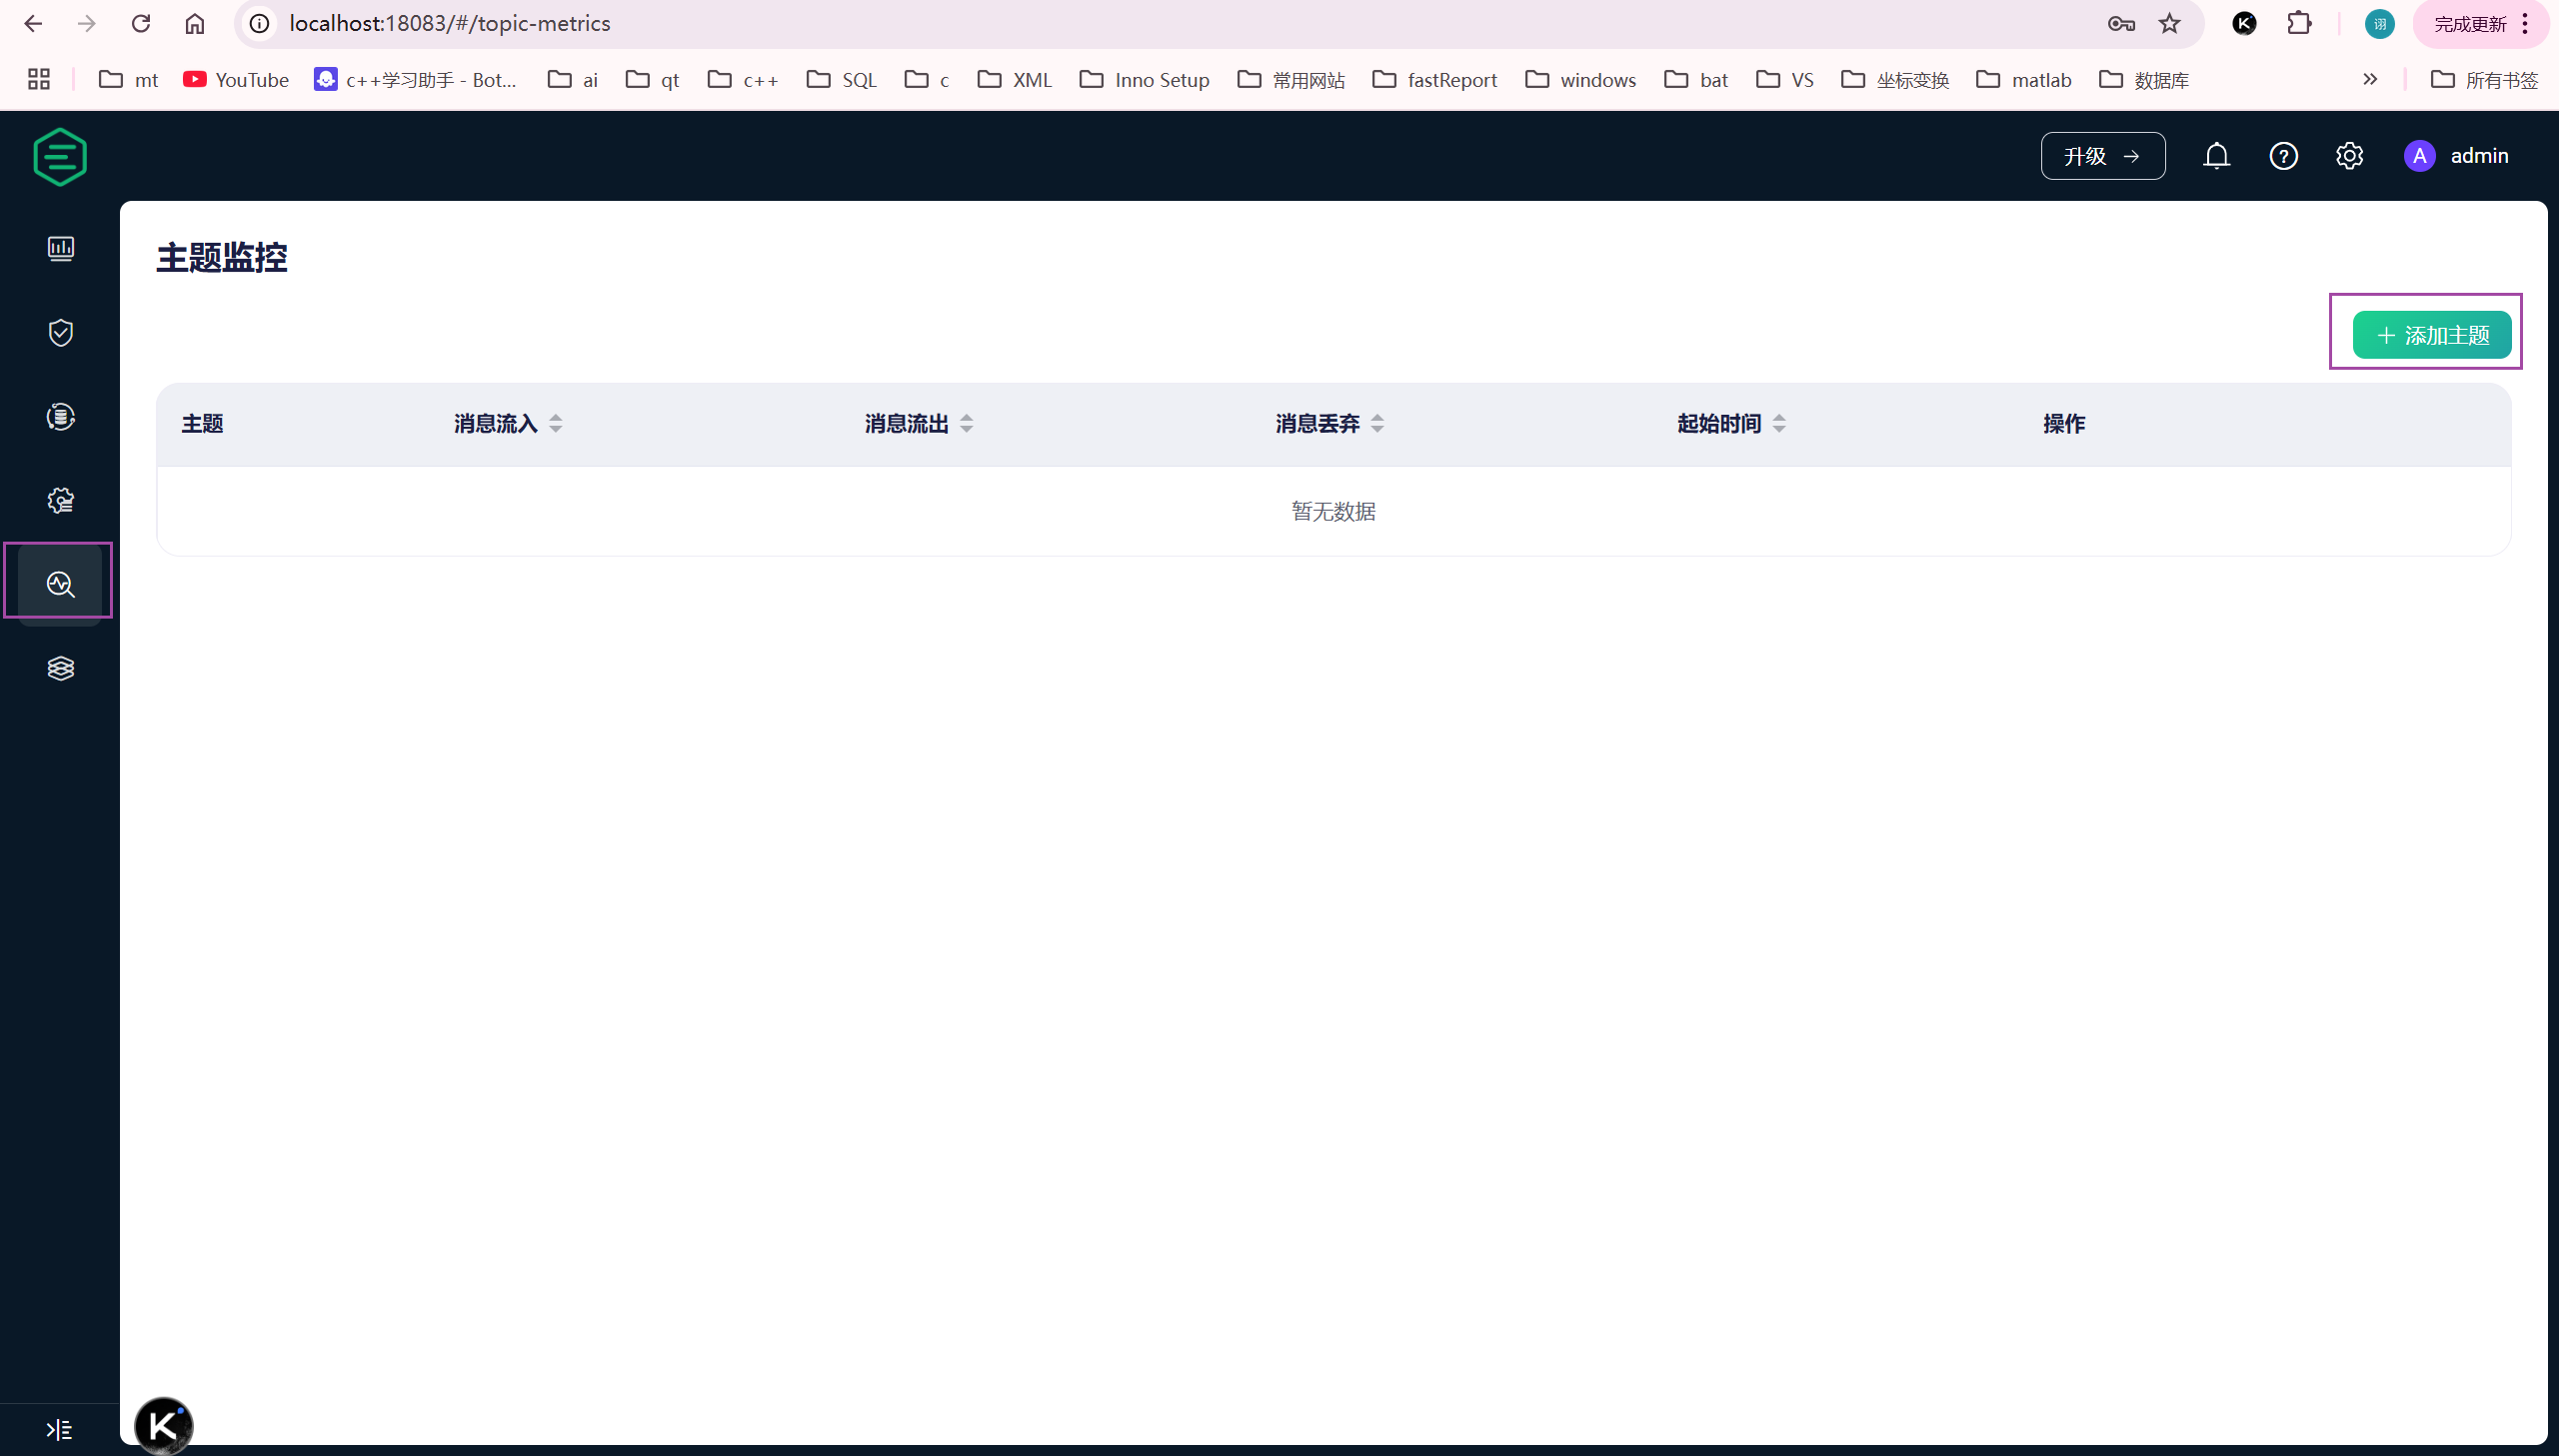 localhost:18083/#/topic-metrics
K
诩
完成更新
mt
YouTube
c++学习助手 - Bot...
ai
qt
c++
SQL
c
XML
Inno Setup
常用网站
fastReport
windows
bat
VS
坐标变换
matlab
数据库
所有书签
升级
A
admin
主题监控
添加主题
主题
消息流入
消息流出
消息丢弃
起始时间
操作
暂无数据
K